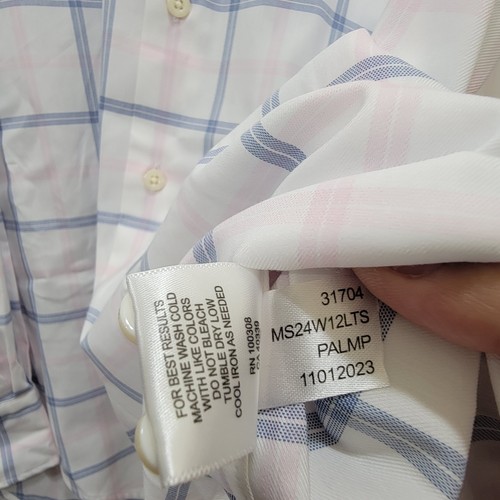 FOR BEST RESULTS
MACHINE WASH COLD
WITH LIKE COLORS
DO NOT BLEACH
TUMBLE DRY LOW
COOL IRON AS NEEDED
RN 100308
31704
MS24W12LTS
PALMP
11012023